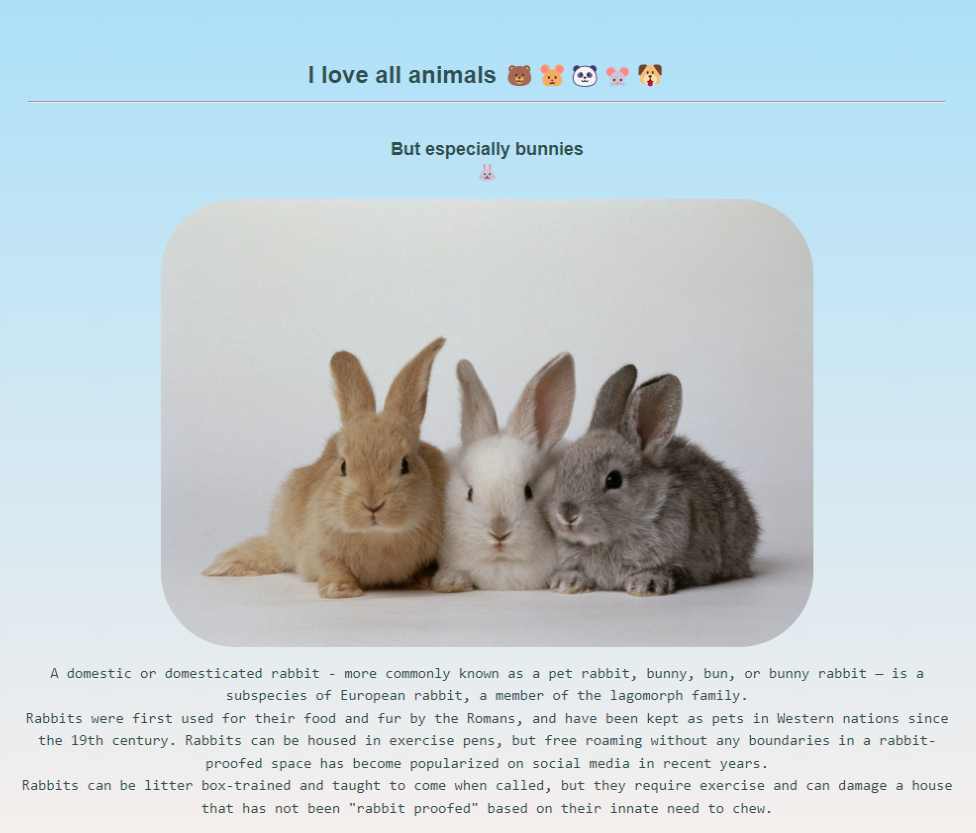 I love all animals 🐻 🐹 🐼 🐭 🐶
But especially bunnies
🐰
A domestic or domesticated rabbit - more commonly known as a pet rabbit, bunny, bun, or bunny rabbit — is a
subspecies of European rabbit, a member of the lagomorph family.
Rabbits were first used for their food and fur by the Romans, and have been kept as pets in Western nations since
the 19th century. Rabbits can be housed in exercise pens, but free roaming without any boundaries in a rabbit-
proofed space has become popularized on social media in recent years.
Rabbits can be litter box-trained and taught to come when called, but they require exercise and can damage a house
that has not been "rabbit proofed" based on their innate need to chew.